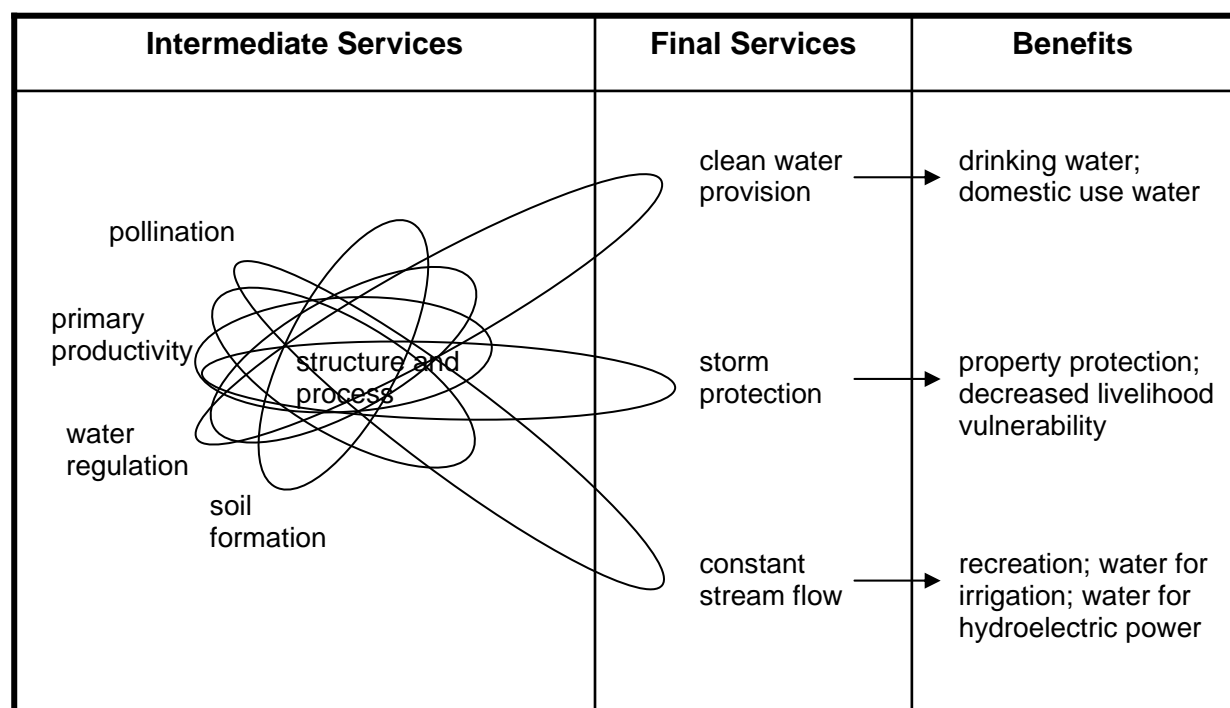 Intermediate Services
Final Services
Benefits
pollination
primary
productivity
water
regulation
soil
formation
structure and
process
clean water
provision
drinking water;
domestic use water
storm
protection
property protection;
decreased livelihood
vulnerability
constant
stream flow
recreation; water for
irrigation; water for
hydroelectric power